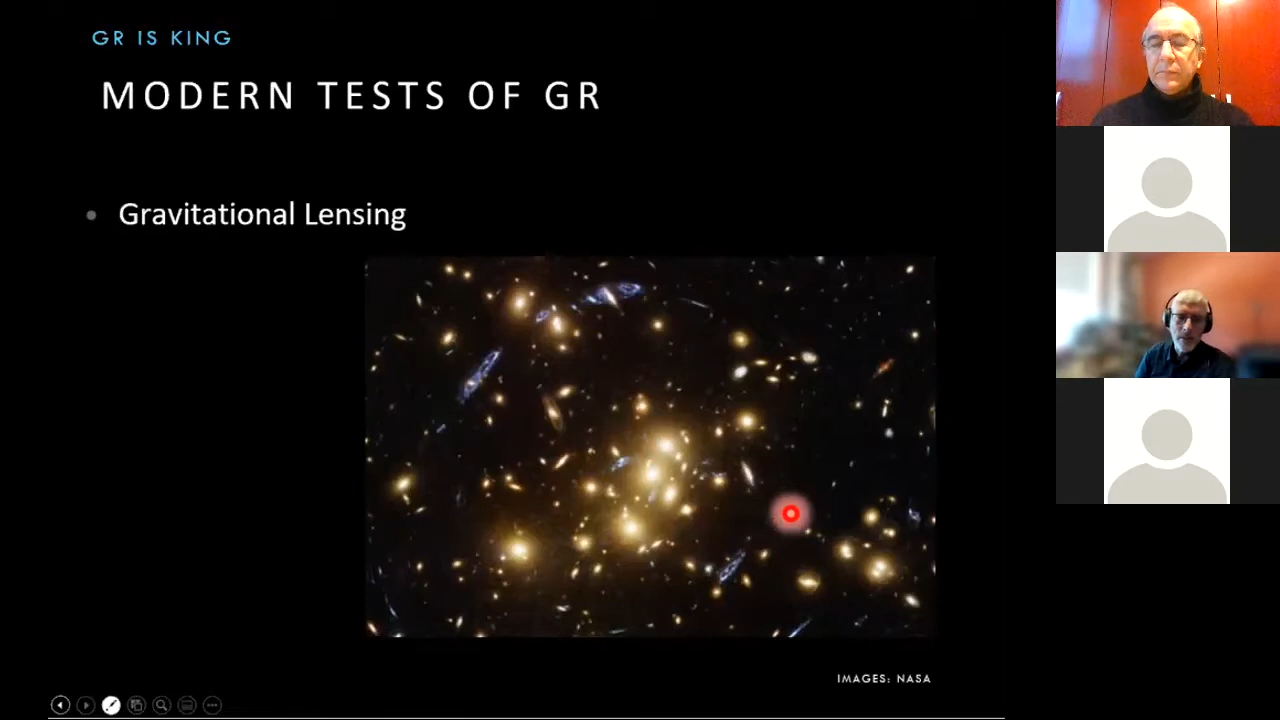 GR IS KING
MODERN TESTS OF GR
• Gravitational Lensing
IMAGES: NASA